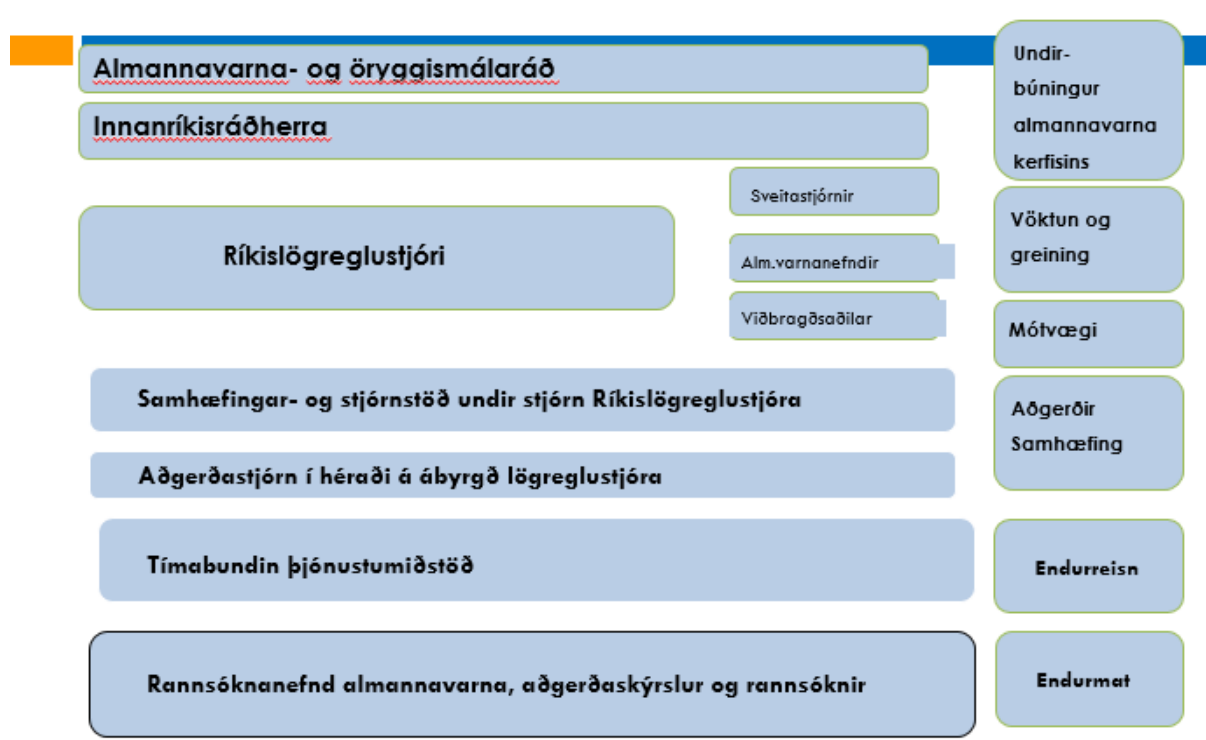 Almannavarna- og öryggismálaráð
Innanríkisráðherra
Ríkislögreglustjóri
Sveitastjórnir
Alm.varnanefndir
Viðbragðsaðilar
Samhæfingar- og stjórnstöð undir stjórn Ríkislögreglustjóra
Aðgerðastjórn í héraði á ábyrgð lögreglustjóra
Tímabundin þjónustumiðstöð
Rannsóknanefnd almannavarna, aðgerðaskýrslur og rannsóknir
Undir-
búningur
almannavarna
kerfisins
Vöktun og
greining
Mótvægi
Aðgerðir
Samhæfing
Endurreisn
Endurmat